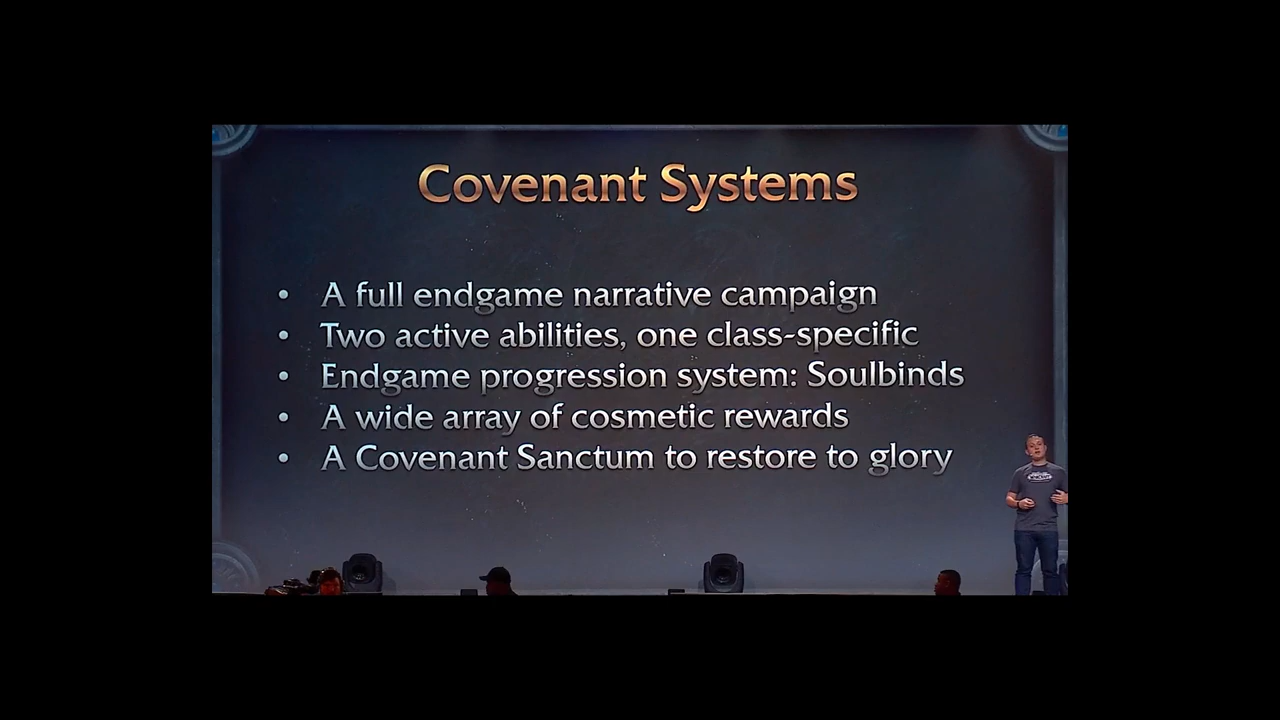 Covenant Systems
• A full endgame narrative campaign
• Two active abilities, one class-specific
• Endgame progression system: Soulbinds
• A wide array of cosmetic rewards
• A Covenant Sanctum to restore to glory